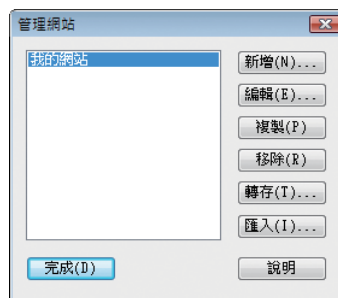 管理網站
我的網站
新增(N)...
編輯(E)...
複製(P)
移除(R)
轉存(T)...
匯入(I)...
完成(D)
說明